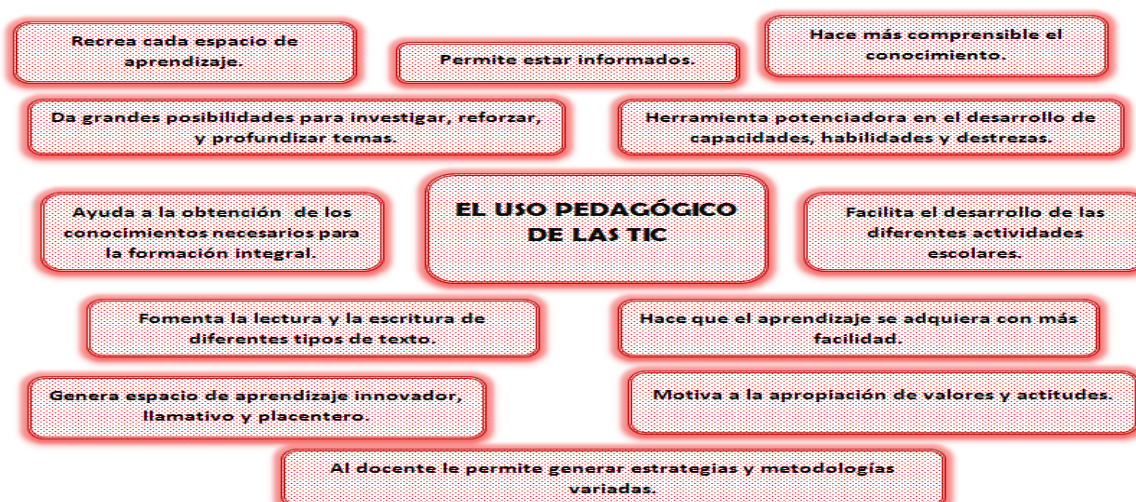 Recrea cada espacio de
aprendizaje.
Permite estar informados.
Hace más comprensible el
conocimiento.
Da grandes posibilidades para investigar, reforzar,
y profundizar temas.
Herramienta potenciadora en el desarrollo de
capacidades, habilidades y destrezas.
Ayuda a la obtención de los
conocimientos necesarios para
la formación integral.
EL USO PEDAGÓGICO
DE LAS TIC
Facilita el desarrollo de las
diferentes actividades
escolares.
Fomenta la lectura y la escritura de
diferentes tipos de texto.
Hace que el aprendizaje se adquiera con más
facilidad.
Genera espacio de aprendizaje innovador,
llamativo y placentero.
Motiva a la apropiación de valores y actitudes.
Al docente le permite generar estrategias y metodologías
variadas.